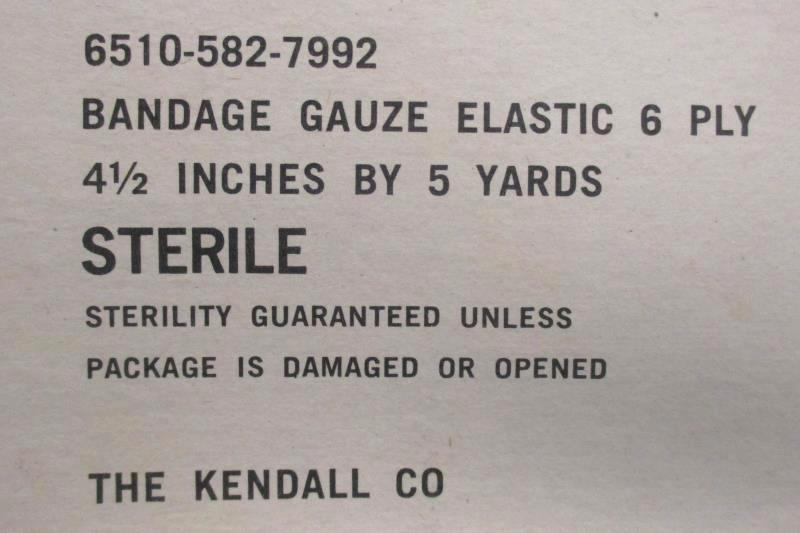 6510-582-7992
BANDAGE GAUZE ELASTIC 6 PLY
4½ INCHES BY 5 YARDS
STERILE
STERILITY GUARANTEED UNLESS
PACKAGE IS DAMAGED OR OPENED
THE KENDALL CO